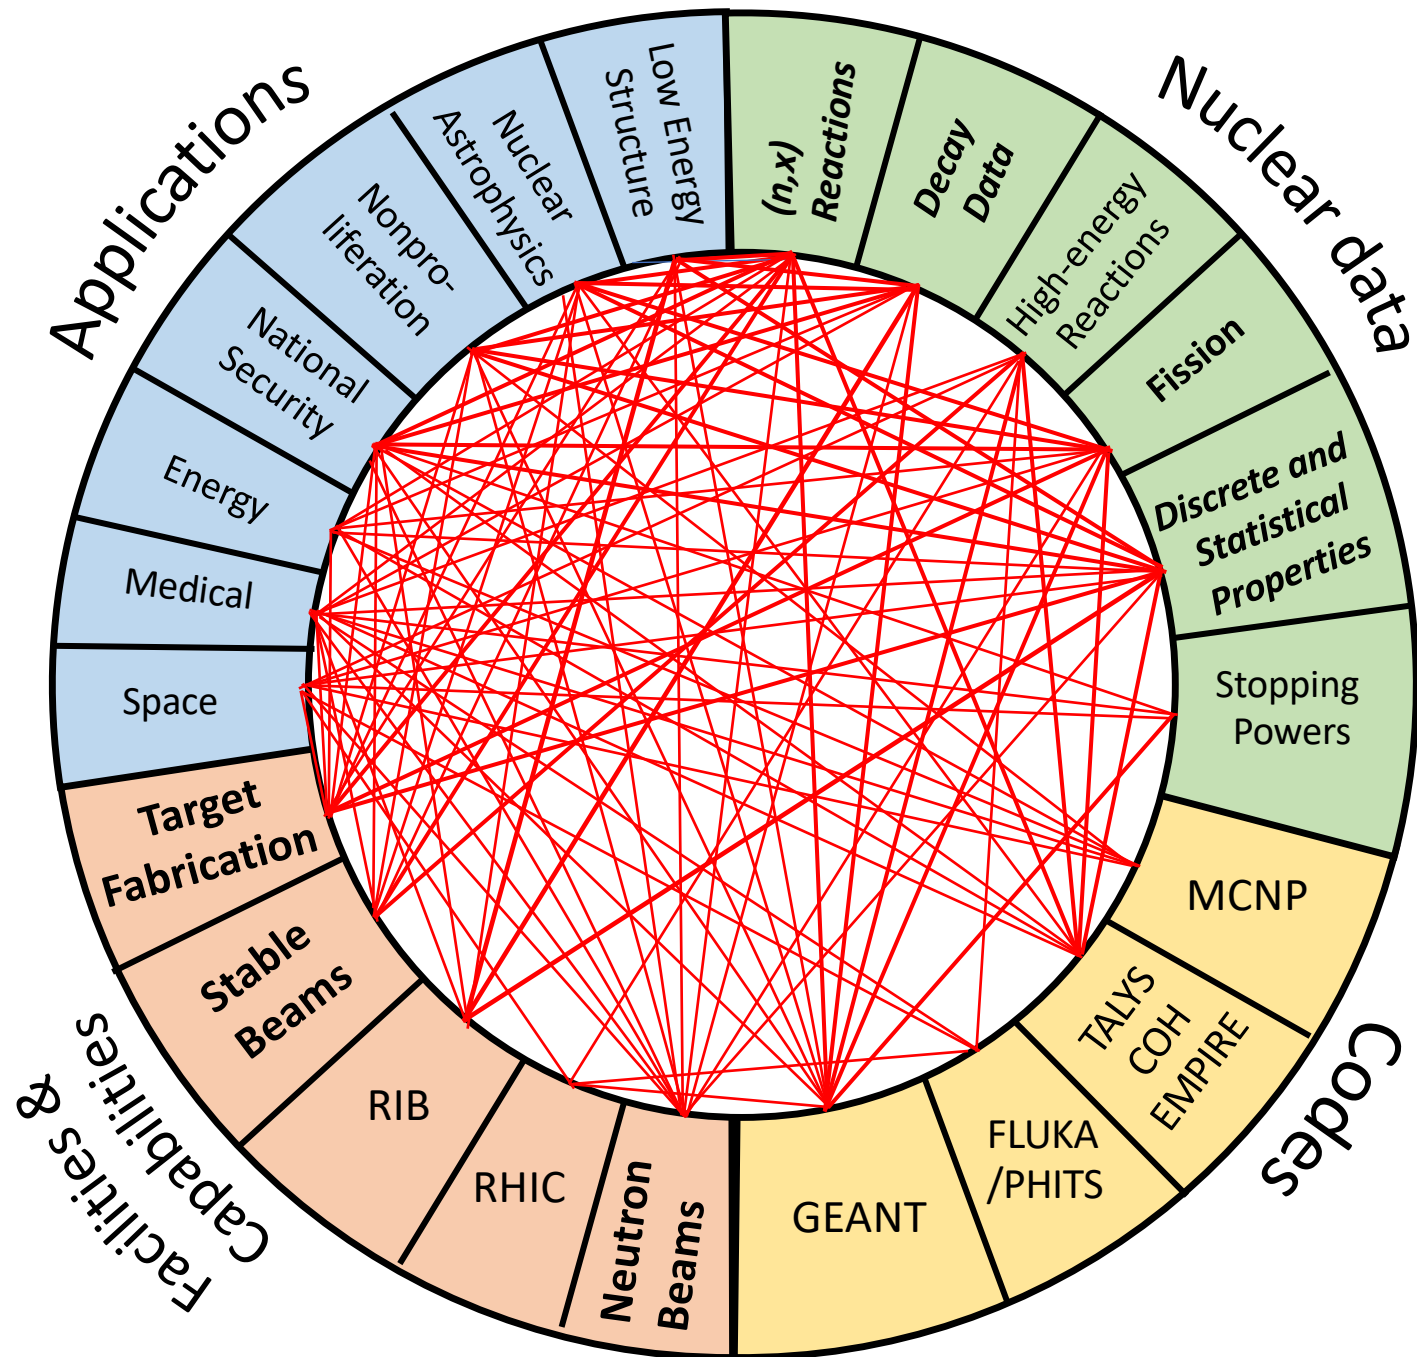 Applications
Low Energy
Structure
Nuclear
Astrophysics
Nonpro-
liferation
National
Security
Energy
Medical
Space
Nuclear data
(n,x)
Reactions
Decay
Data
High-energy
Reactions
Fission
Discrete and
Statistical
Properties
Stopping
Powers
Codes
MCNP
TALYS
COH
EMPIRE
FLUKA
/PHITS
GEANT
Facilities &
Capabilities
Target
Fabrication
Stable
Beams
RIB
RHIC
Neutron
Beams